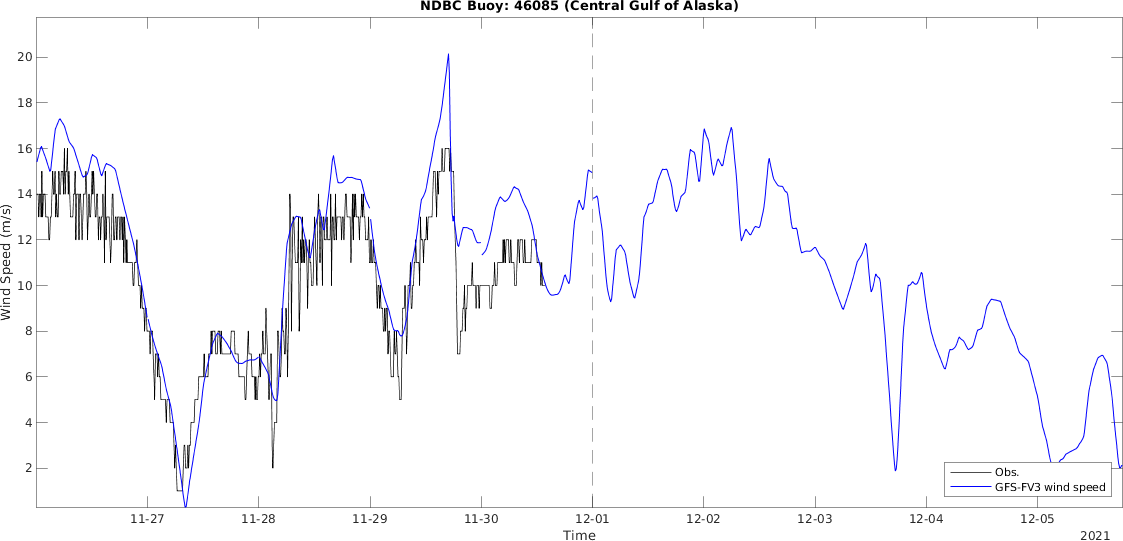 NDBC Buoy: 46085 (Central Gulf of Alaska)
Wind Speed (m/s)
20
18
16
14
12
10
8
6
4
2
11-27 11-28 11-29 11-30 12-01 12-02 12-03 12-04 12-05
Time
2021
Obs.
GFS-FV3 wind speed